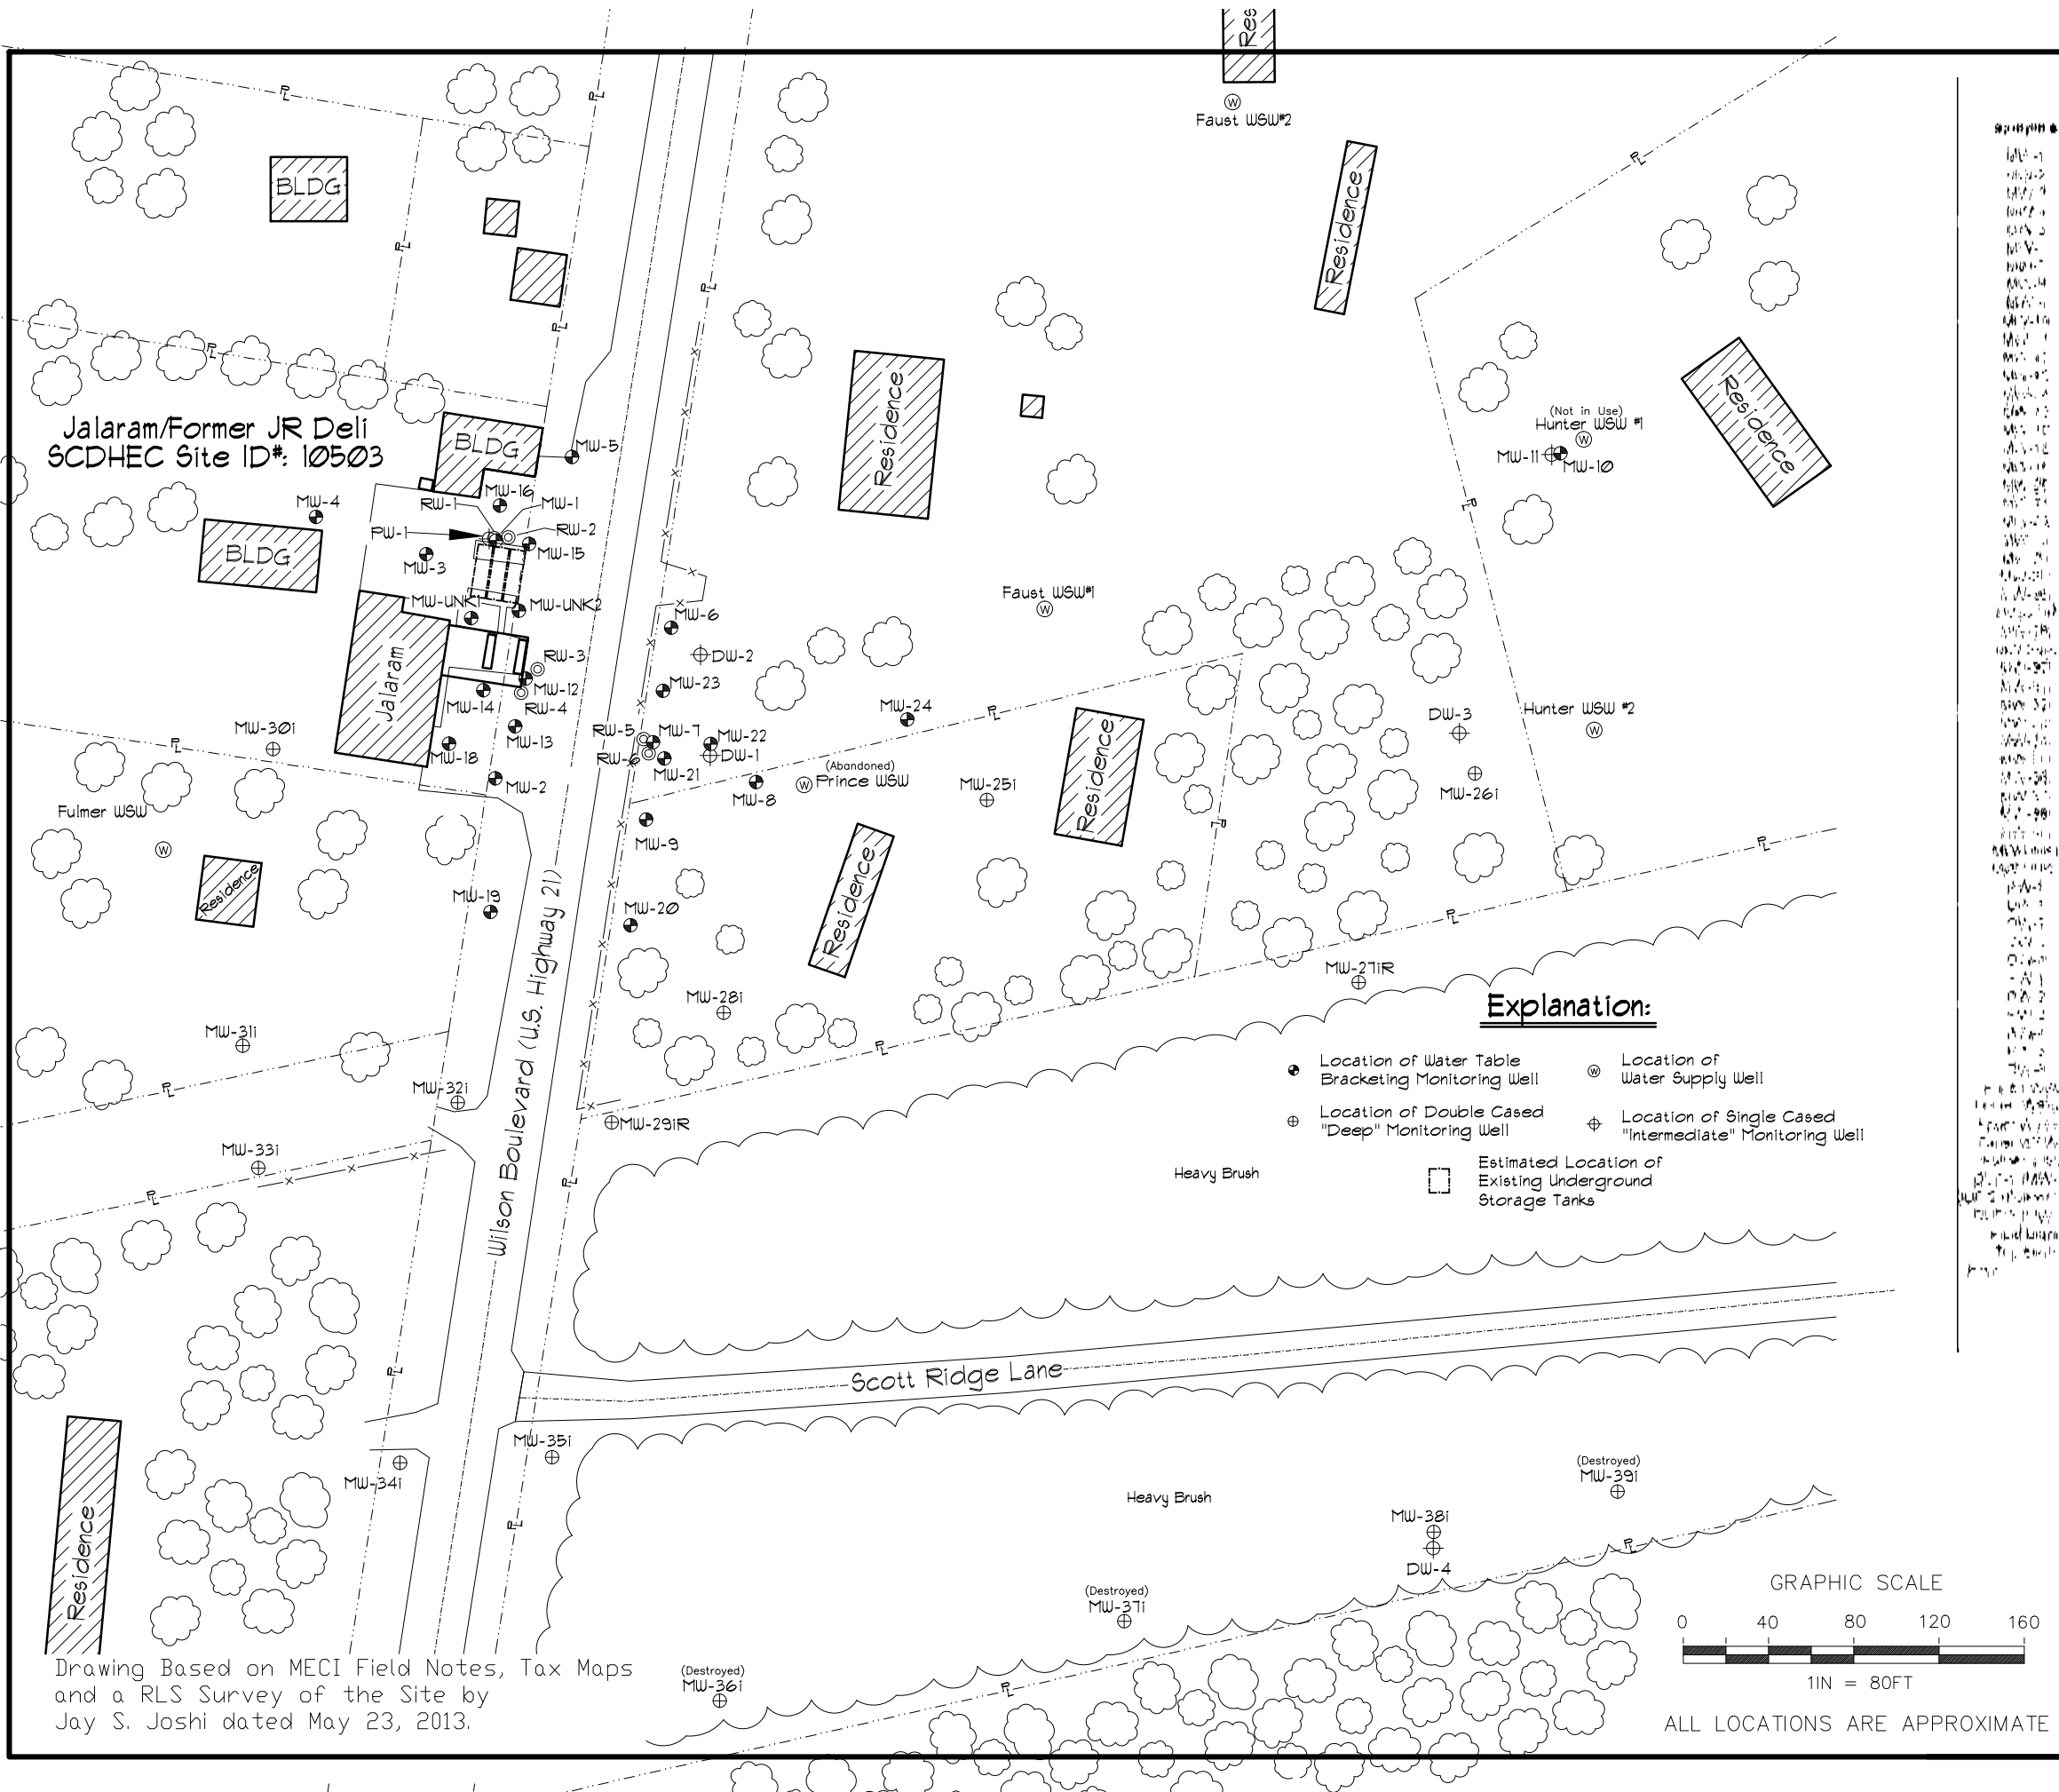 Res
Faust WSW#2
BLDG
Residence
Residence
Residence
Jalaram/Former JR Deli
SCDHEC Site ID#: 10503
BLDG
MW-5
(Not in Use)
Hunter WSW #1
MW-11
MW-10
MW-4
MW-16
RW-1
MW-1
PW-1
RW-2
MW-15
BLDG
MW-3
MW-UNK1
MW-UNK2
Faust WSW#1
MW-6
Jalaram
RW-3
DW-2
MW-12
MW-23
MW-14
RW-4
MW-24
Hunter WSW #2
DW-3
MW-30i
MW-13
RW-5
MW-7
MW-22
MW-18
RW-6
DW-1
MW-21
(Abandoned)
Prince WSW
MW-2
MW-8
MW-25i
Residence
MW-26i
Fulmer WSW
MW-9
Residence
Residence
MW-19
MW-20
Wilson Boulevard (U.S. Highway 21)
MW-28i
MW-27iR
MW-31i
MW-32i
MW-29iR
MW-33i
Explanation:
Location of Water Table
Bracketing Monitoring Well
Location of
Water Supply Well
Location of Double Cased
"Deep" Monitoring Well
Location of Single Cased
"Intermediate" Monitoring Well
Estimated Location of
Existing Underground
Storage Tanks
Heavy Brush
Scott Ridge Lane
MW-35i
MW-34i
Heavy Brush
(Destroyed)
MW-39i
MW-38i
DW-4
(Destroyed)
MW-37i
(Destroyed)
MW-36i
Residence
Drawing Based on MECI Field Notes, Tax Maps
and a RLS Survey of the Site by
Jay S. Joshi dated May 23, 2013.
GRAPHIC SCALE
0 40 80 120 160
1IN = 80FT
ALL LOCATIONS ARE APPROXIMATE